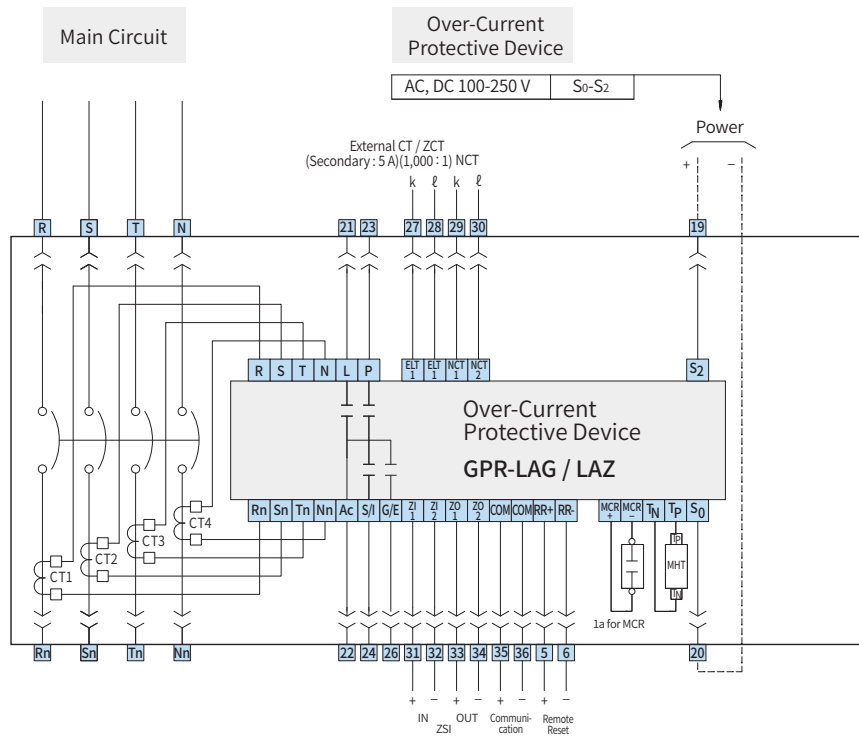 Main Circuit
Over-Current
Protective Device
AC, DC 100-250 V
S0-S2
Power
+ −
External CT / ZCT
(Secondary : 5 A)(1,000 : 1) NCT
k ℓ k ℓ
R S T N 21 23 27 28 29 30 19
R S T N L P ELT 1 ELT 1 NCT 1 NCT 2 S2
Over-Current
Protective Device
GPR-LAG / LAZ
Rn Sn Tn Nn Ac S/I G/E ZI 1 ZI 2 ZO 1 ZO 2 COM COM RR+ RR- MCR + MCR − TN TP S0
CT4
CT3
CT2
CT1
TP
MHT
TN
1a for MCR
Rn Sn Tn Nn 22 24 26 31 32 33 34 35 36 5 6 20
+ − + − + − + −
IN OUT Communi-
cation
Remote
Reset
ZSI